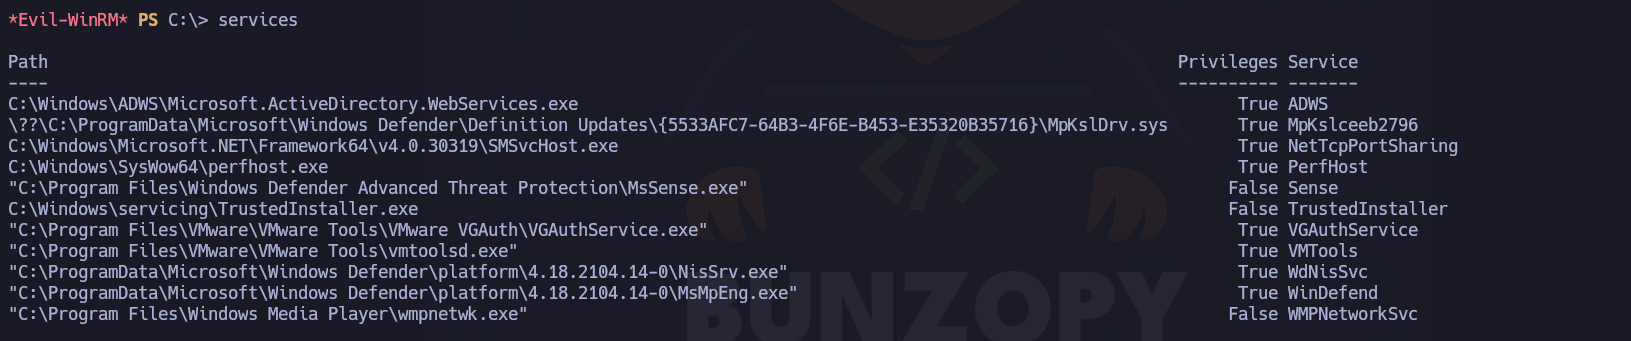 *Evil-WinRM* PS C:\> services
Path Privileges Service
---- ---------- -------
C:\Windows\ADWS\Microsoft.ActiveDirectory.WebServices.exe True ADWS
\??\C:\ProgramData\Microsoft\Windows Defender\Definition Updates\{5533AFC7-64B3-4F6E-B453-E35320B35716}\MpKslDrv.sys True MpKslceeb2796
C:\Windows\Microsoft.NET\Framework64\v4.0.30319\SMSvcHost.exe True NetTcpPortSharing
C:\Windows\SysWow64\perfhost.exe True PerfHost
"C:\Program Files\Windows Defender Advanced Threat Protection\MsSense.exe" False Sense
C:\Windows\servicing\TrustedInstaller.exe False TrustedInstaller
"C:\Program Files\VMware\VMware Tools\VMware VGAuth\VGAuthService.exe" True VGAuthService
"C:\Program Files\VMware\VMware Tools\vmtoolsd.exe" True VMTools
"C:\ProgramData\Microsoft\Windows Defender\platform\4.18.2104.14-0\NisSrv.exe" True WdNisSvc
"C:\ProgramData\Microsoft\Windows Defender\platform\4.18.2104.14-0\MsMpEng.exe" True WinDefend
"C:\Program Files\Windows Media Player\wmpnetwk.exe" False WMPNetworkSvc
</>
BUNZOPY